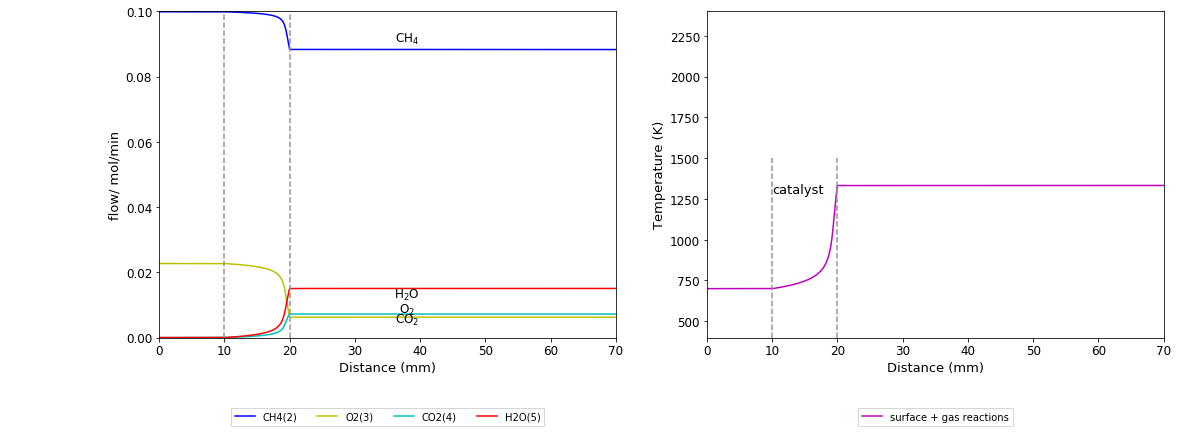 0.10
0.08
0.06
0.04
0.02
0.00
flow/ mol/min
CH₄
H₂O
O₂
CO₂
0 10 20 30 40 50 60 70
Distance (mm)
CH4(2) O2(3) CO2(4) H2O(5)
2250
2000
1750
1500
1250
1000
750
500
Temperature (K)
catalyst
0 10 20 30 40 50 60 70
Distance (mm)
surface + gas reactions